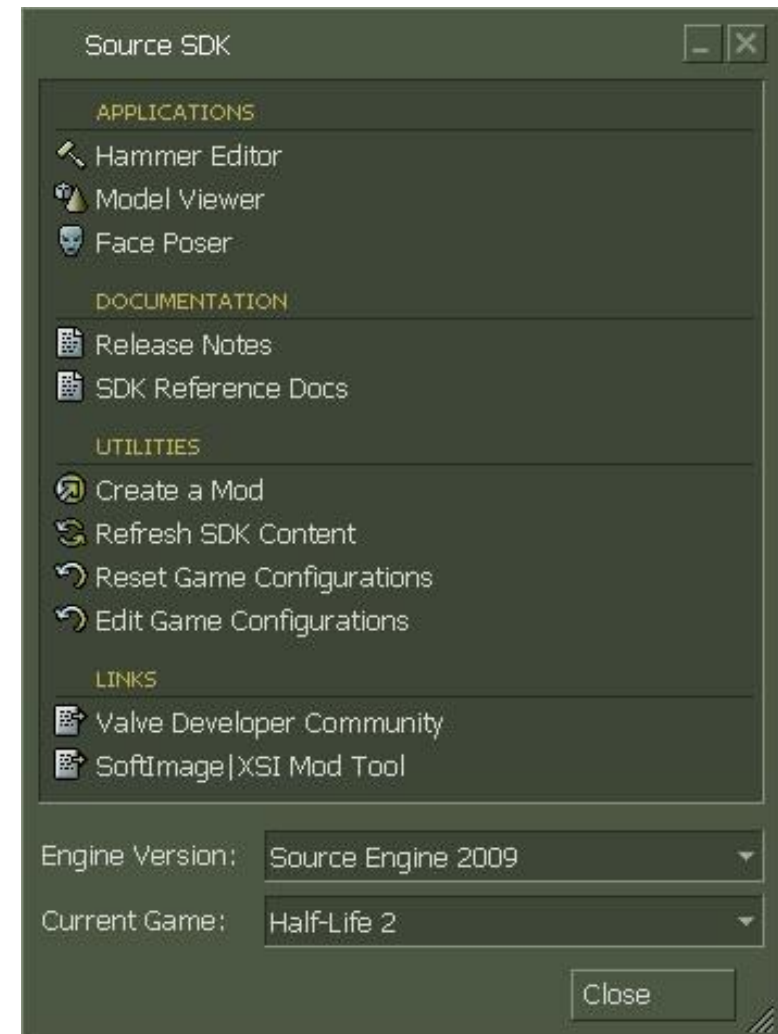 Source SDK
APPLICATIONS
Hammer Editor
Model Viewer
Face Poser
DOCUMENTATION
Release Notes
SDK Reference Docs
UTILITIES
Create a Mod
Refresh SDK Content
Reset Game Configurations
Edit Game Configurations
LINKS
Valve Developer Community
SoftImage|XSI Mod Tool
Engine Version: Source Engine 2009
Current Game: Half-Life 2
Close